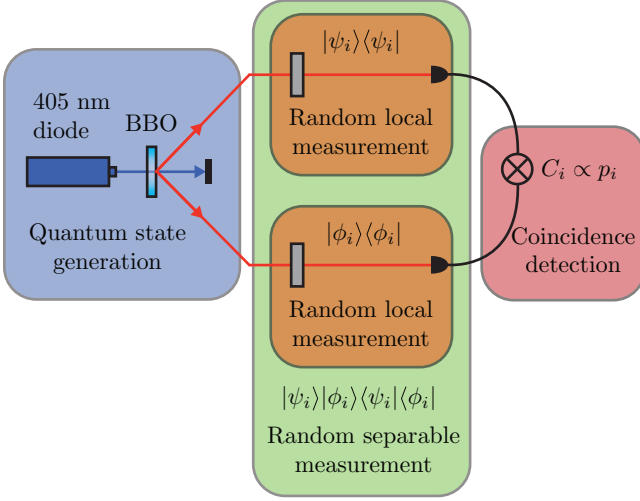 405 nm
diode
BBO
Quantum state
generation
|ψᵢ⟩⟨ψᵢ|
Random local
measurement
|ϕᵢ⟩⟨ϕᵢ|
Random local
measurement
|ψᵢ⟩|ϕᵢ⟩⟨ψᵢ|⟨ϕᵢ|
Random separable
measurement
Cᵢ ∝ pᵢ
Coincidence
detection